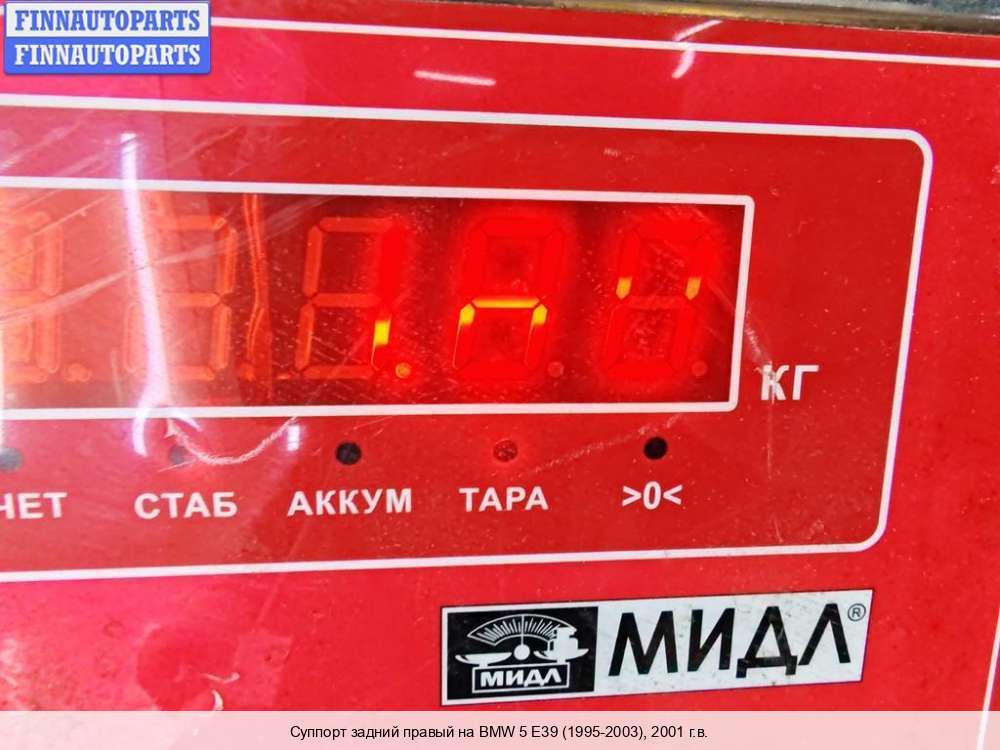 FINNAUTOPARTS
FINNAUTOPARTS
КГ
ЧЕТ СТАБ АККУМ ТАРА >0<
МИДЛ
МИДЛ®
Суппорт задний правый на BMW 5 E39 (1995-2003), 2001 г.в.